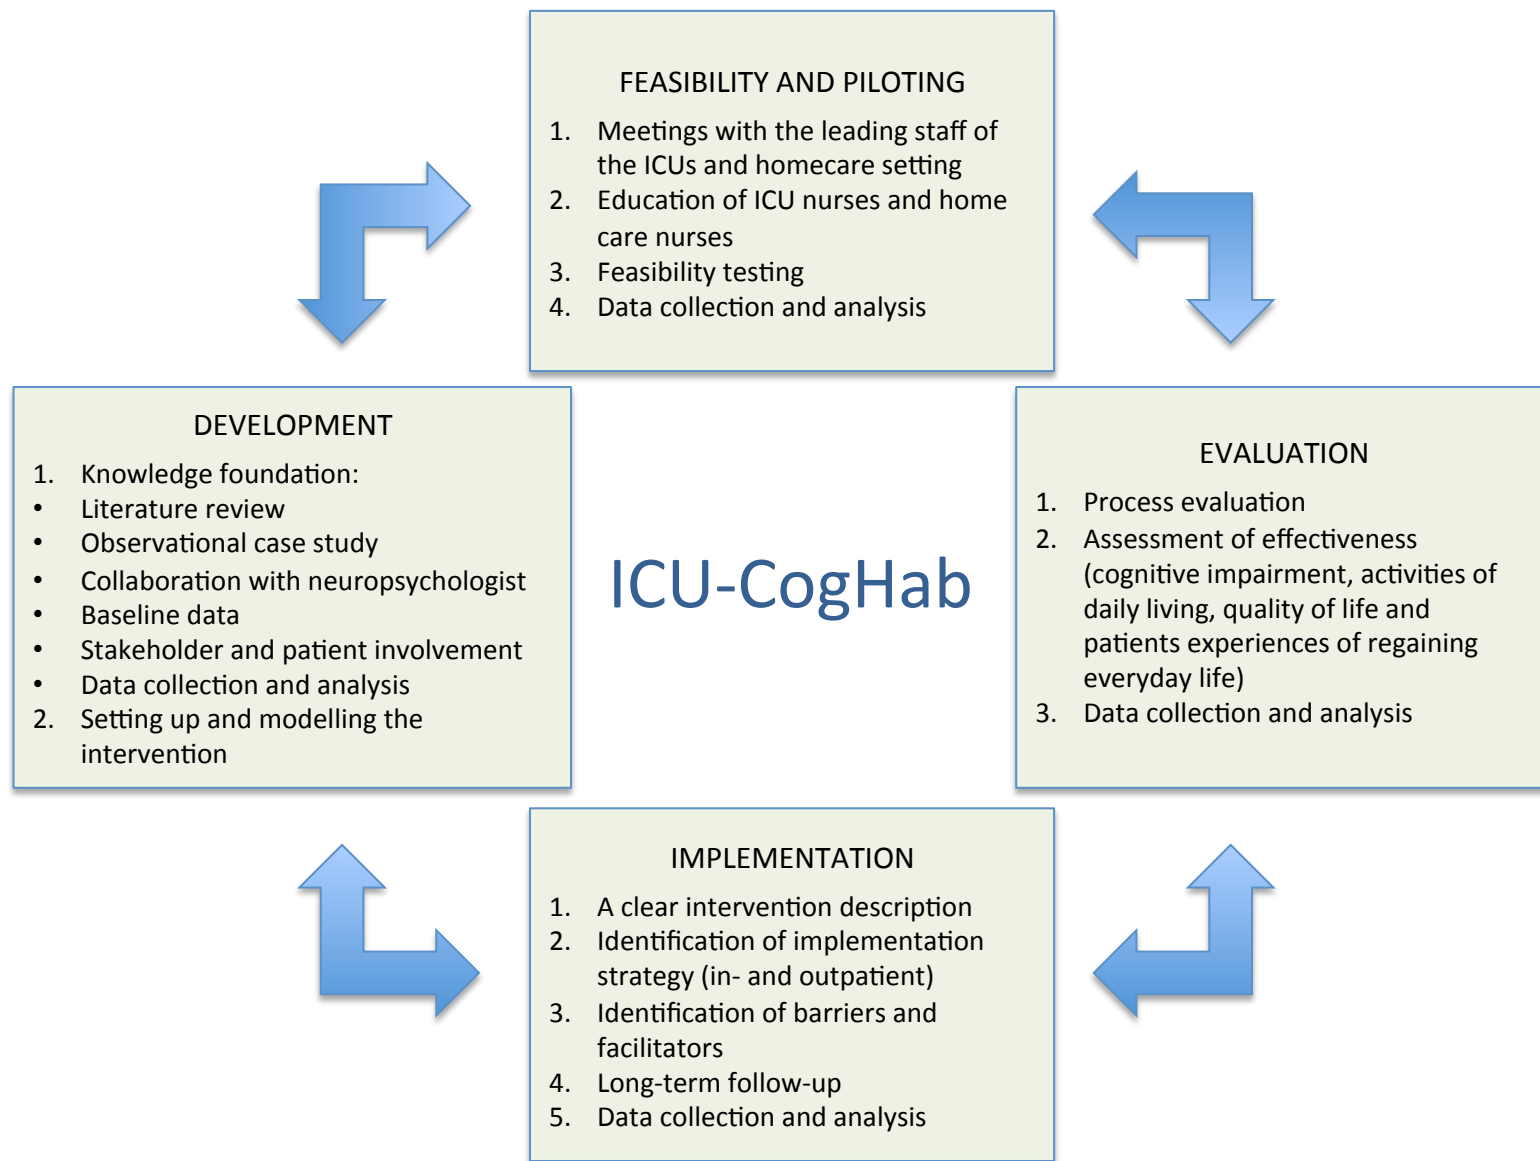 FEASIBILITY AND PILOTING
1. Meetings with the leading staff of
the ICUs and homecare setting
2. Education of ICU nurses and home
care nurses
3. Feasibility testing
4. Data collection and analysis
DEVELOPMENT
1. Knowledge foundation:
• Literature review
• Observational case study
• Collaboration with neuropsychologist
• Baseline data
• Stakeholder and patient involvement
• Data collection and analysis
2. Setting up and modelling the
intervention
ICU-CogHab
EVALUATION
1. Process evaluation
2. Assessment of effectiveness
(cognitive impairment, activities of
daily living, quality of life and
patients experiences of regaining
everyday life)
3. Data collection and analysis
IMPLEMENTATION
1. A clear intervention description
2. Identification of implementation
strategy (in- and outpatient)
3. Identification of barriers and
facilitators
4. Long-term follow-up
5. Data collection and analysis